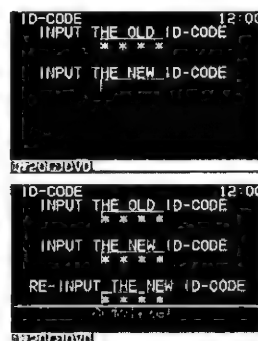 ID-CODE 12:00
INPUT THE OLD ID-CODE
* * * *
INPUT THE NEW ID-CODE
ID-CODE 12:00
INPUT THE OLD ID-CODE
* * * *
INPUT THE NEW ID-CODE
* * * *
RE-INPUT THE NEW ID-CODE
* * * *